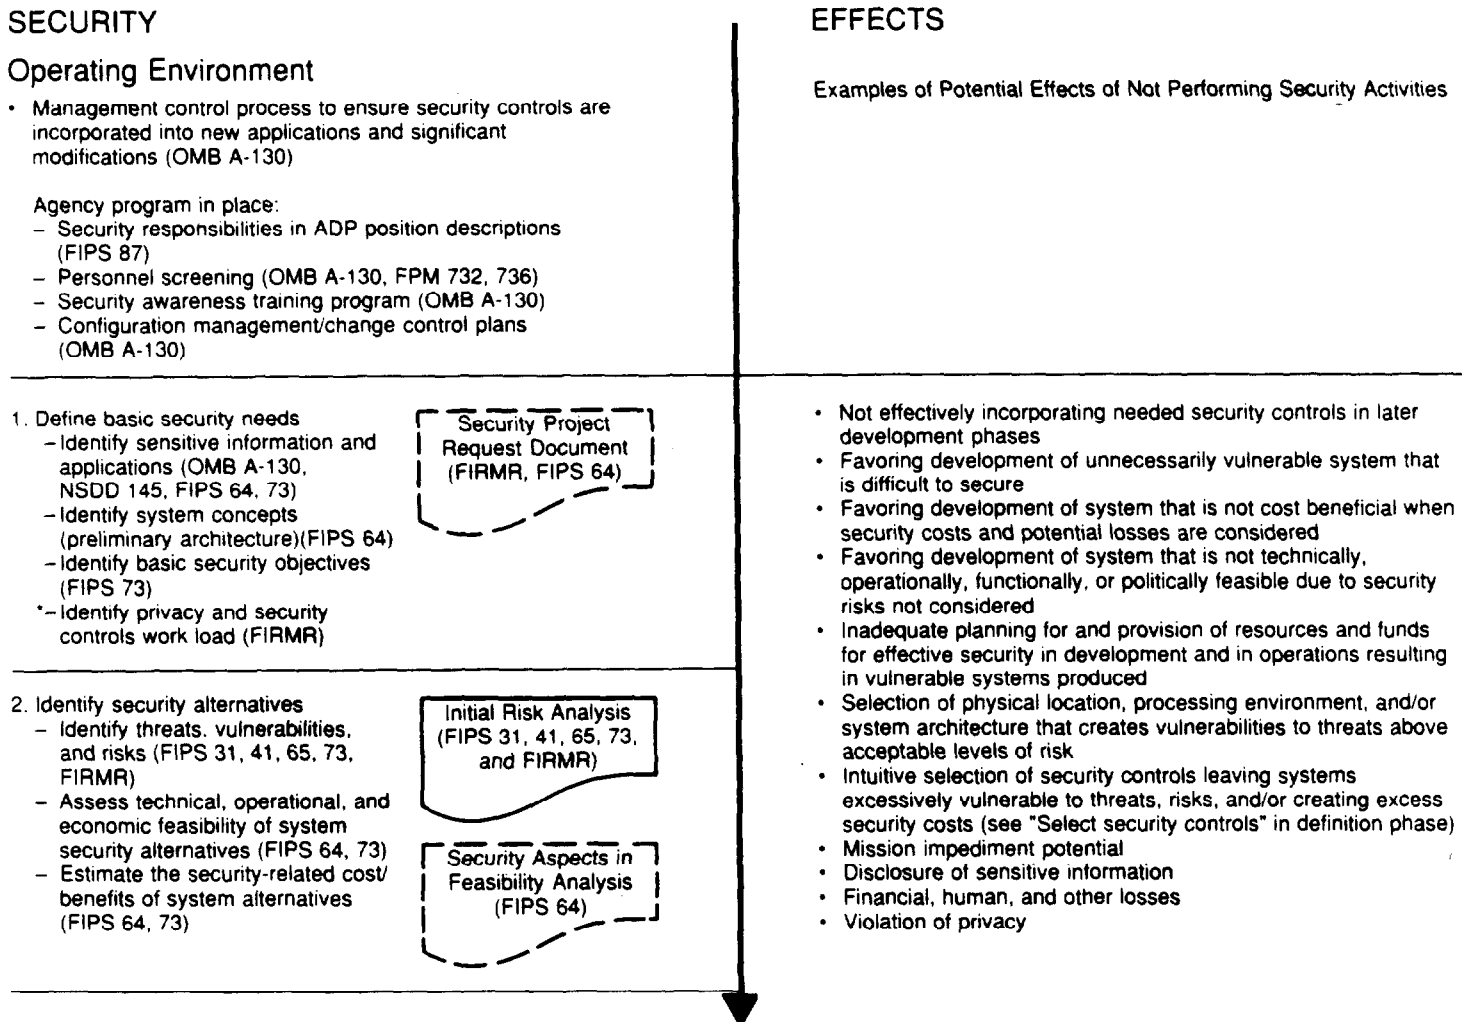 SECURITY
Operating Environment
• Management control process to ensure security controls are
incorporated into new applications and significant
modifications (OMB A-130)
Agency program in place:
– Security responsibilities in ADP position descriptions
(FIPS 87)
– Personnel screening (OMB A-130, FPM 732, 736)
– Security awareness training program (OMB A-130)
– Configuration management/change control plans
(OMB A-130)
1. Define basic security needs
– Identify sensitive information and
applications (OMB A-130,
NSDD 145, FIPS 64, 73)
– Identify system concepts
(preliminary architecture)(FIPS 64)
– Identify basic security objectives
(FIPS 73)
*– Identify privacy and security
controls work load (FIRMR)
Security Project
Request Document
(FIRMR, FIPS 64)
2. Identify security alternatives
– Identify threats, vulnerabilities,
and risks (FIPS 31, 41, 65, 73,
FIRMR)
– Assess technical, operational, and
economic feasibility of system
security alternatives (FIPS 64, 73)
– Estimate the security-related cost/
benefits of system alternatives
(FIPS 64, 73)
Initial Risk Analysis
(FIPS 31, 41, 65, 73,
and FIRMR)
Security Aspects in
Feasibility Analysis
(FIPS 64)
EFFECTS
Examples of Potential Effects of Not Performing Security Activities
• Not effectively incorporating needed security controls in later
development phases
• Favoring development of unnecessarily vulnerable system that
is difficult to secure
• Favoring development of system that is not cost beneficial when
security costs and potential losses are considered
• Favoring development of system that is not technically,
operationally, functionally, or politically feasible due to security
risks not considered
• Inadequate planning for and provision of resources and funds
for effective security in development and in operations resulting
in vulnerable systems produced
• Selection of physical location, processing environment, and/or
system architecture that creates vulnerabilities to threats above
acceptable levels of risk
• Intuitive selection of security controls leaving systems
excessively vulnerable to threats, risks, and/or creating excess
security costs (see "Select security controls" in definition phase)
• Mission impediment potential
• Disclosure of sensitive information
• Financial, human, and other losses
• Violation of privacy